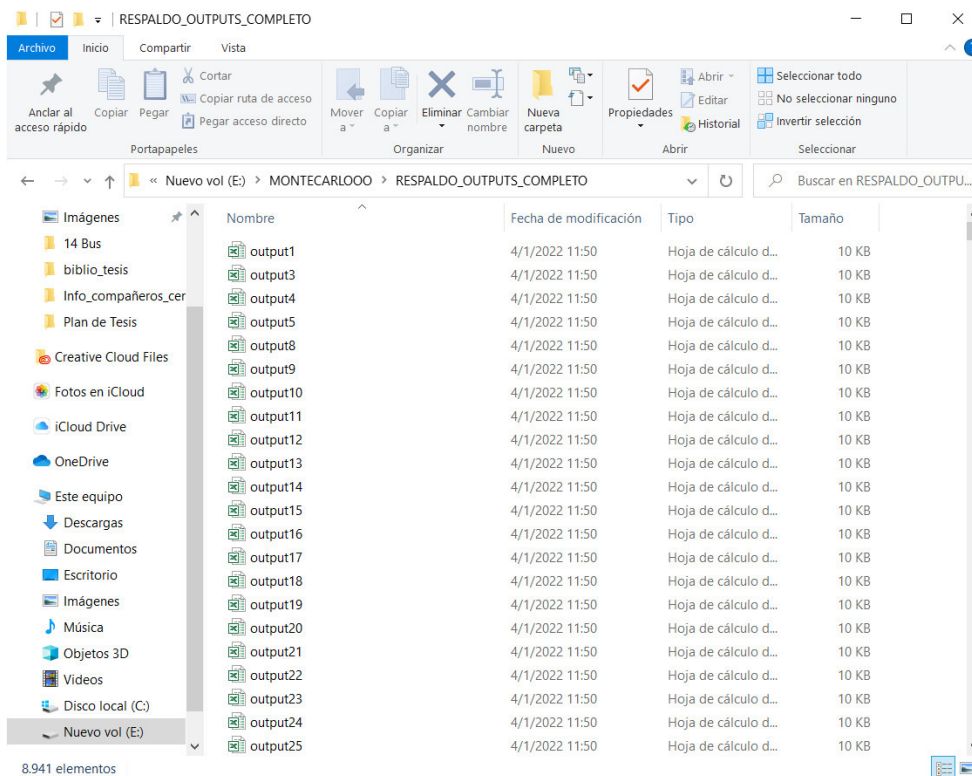 RESPALDO_OUTPUTS_COMPLETO
Archivo Inicio Compartir Vista
Anclar al acceso rápido
Copiar
Pegar
Cortar
Copiar ruta de acceso
Pegar acceso directo
Portapapeles
Mover a
Copiar a
Eliminar
Cambiar nombre
Organizar
Nueva carpeta
Nuevo
Propiedades
Abrir
Editar
Historial
Abrir
Seleccionar todo
No seleccionar ninguno
Invertir selección
Seleccionar
« Nuevo vol (E:) > MONTECARLOOO > RESPALDO_OUTPUTS_COMPLETO
Buscar en RESPALDO_OUTPU...
Imágenes
14 Bus
biblio_tesis
Info_compañeros_cer
Plan de Tesis
Creative Cloud Files
Fotos en iCloud
iCloud Drive
OneDrive
Este equipo
Descargas
Documentos
Escritorio
Imágenes
Música
Objetos 3D
Videos
Disco local (C:)
Nuevo vol (E:)
Nombre Fecha de modificación Tipo Tamaño
output1 4/1/2022 11:50 Hoja de cálculo d... 10 KB
output3 4/1/2022 11:50 Hoja de cálculo d... 10 KB
output4 4/1/2022 11:50 Hoja de cálculo d... 10 KB
output5 4/1/2022 11:50 Hoja de cálculo d... 10 KB
output8 4/1/2022 11:50 Hoja de cálculo d... 10 KB
output9 4/1/2022 11:50 Hoja de cálculo d... 10 KB
output10 4/1/2022 11:50 Hoja de cálculo d... 10 KB
output11 4/1/2022 11:50 Hoja de cálculo d... 10 KB
output12 4/1/2022 11:50 Hoja de cálculo d... 10 KB
output13 4/1/2022 11:50 Hoja de cálculo d... 10 KB
output14 4/1/2022 11:50 Hoja de cálculo d... 10 KB
output15 4/1/2022 11:50 Hoja de cálculo d... 10 KB
output16 4/1/2022 11:50 Hoja de cálculo d... 10 KB
output17 4/1/2022 11:50 Hoja de cálculo d... 10 KB
output18 4/1/2022 11:50 Hoja de cálculo d... 10 KB
output19 4/1/2022 11:50 Hoja de cálculo d... 10 KB
output20 4/1/2022 11:50 Hoja de cálculo d... 10 KB
output21 4/1/2022 11:50 Hoja de cálculo d... 10 KB
output22 4/1/2022 11:50 Hoja de cálculo d... 10 KB
output23 4/1/2022 11:50 Hoja de cálculo d... 10 KB
output24 4/1/2022 11:50 Hoja de cálculo d... 10 KB
output25 4/1/2022 11:50 Hoja de cálculo d... 10 KB
8.941 elementos